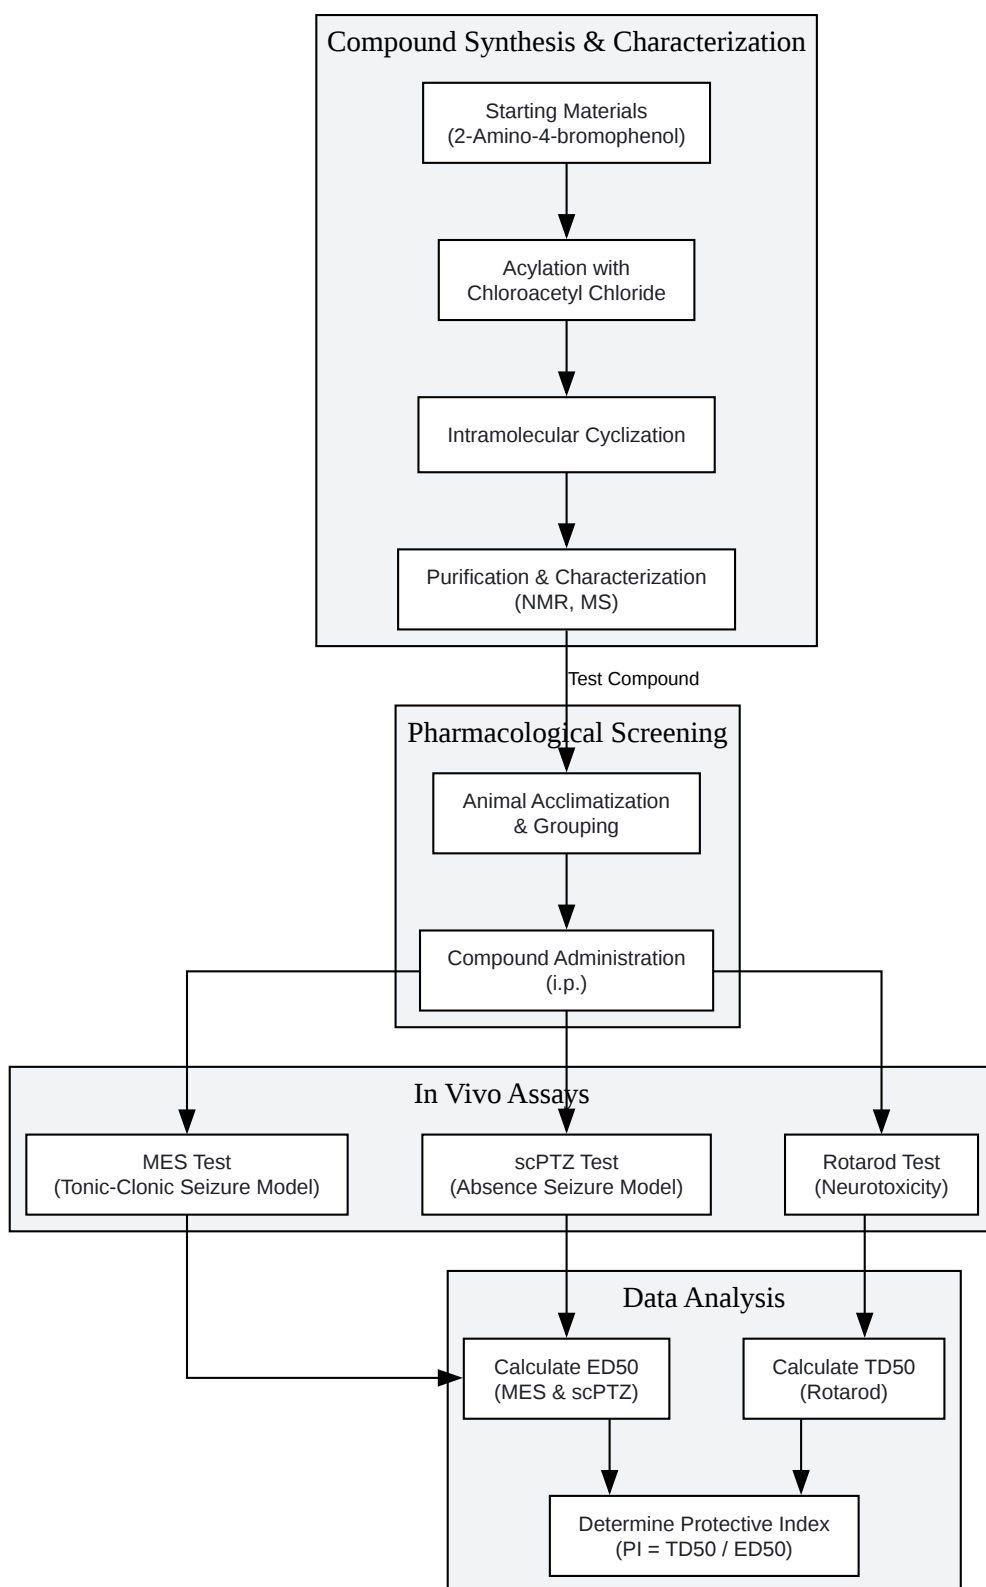 Compound Synthesis & Characterization
Starting Materials
(2-Amino-4-bromophenol)
Acylation with
Chloroacetyl Chloride
Intramolecular Cyclization
Purification & Characterization
(NMR, MS)
Test Compound
Pharmacological Screening
Animal Acclimatization
& Grouping
Compound Administration
(i.p.)
In Vivo Assays
MES Test
(Tonic-Clonic Seizure Model)
scPTZ Test
(Absence Seizure Model)
Rotarod Test
(Neurotoxicity)
Data Analysis
Calculate ED50
(MES & scPTZ)
Calculate TD50
(Rotarod)
Determine Protective Index
(PI = TD50 / ED50)